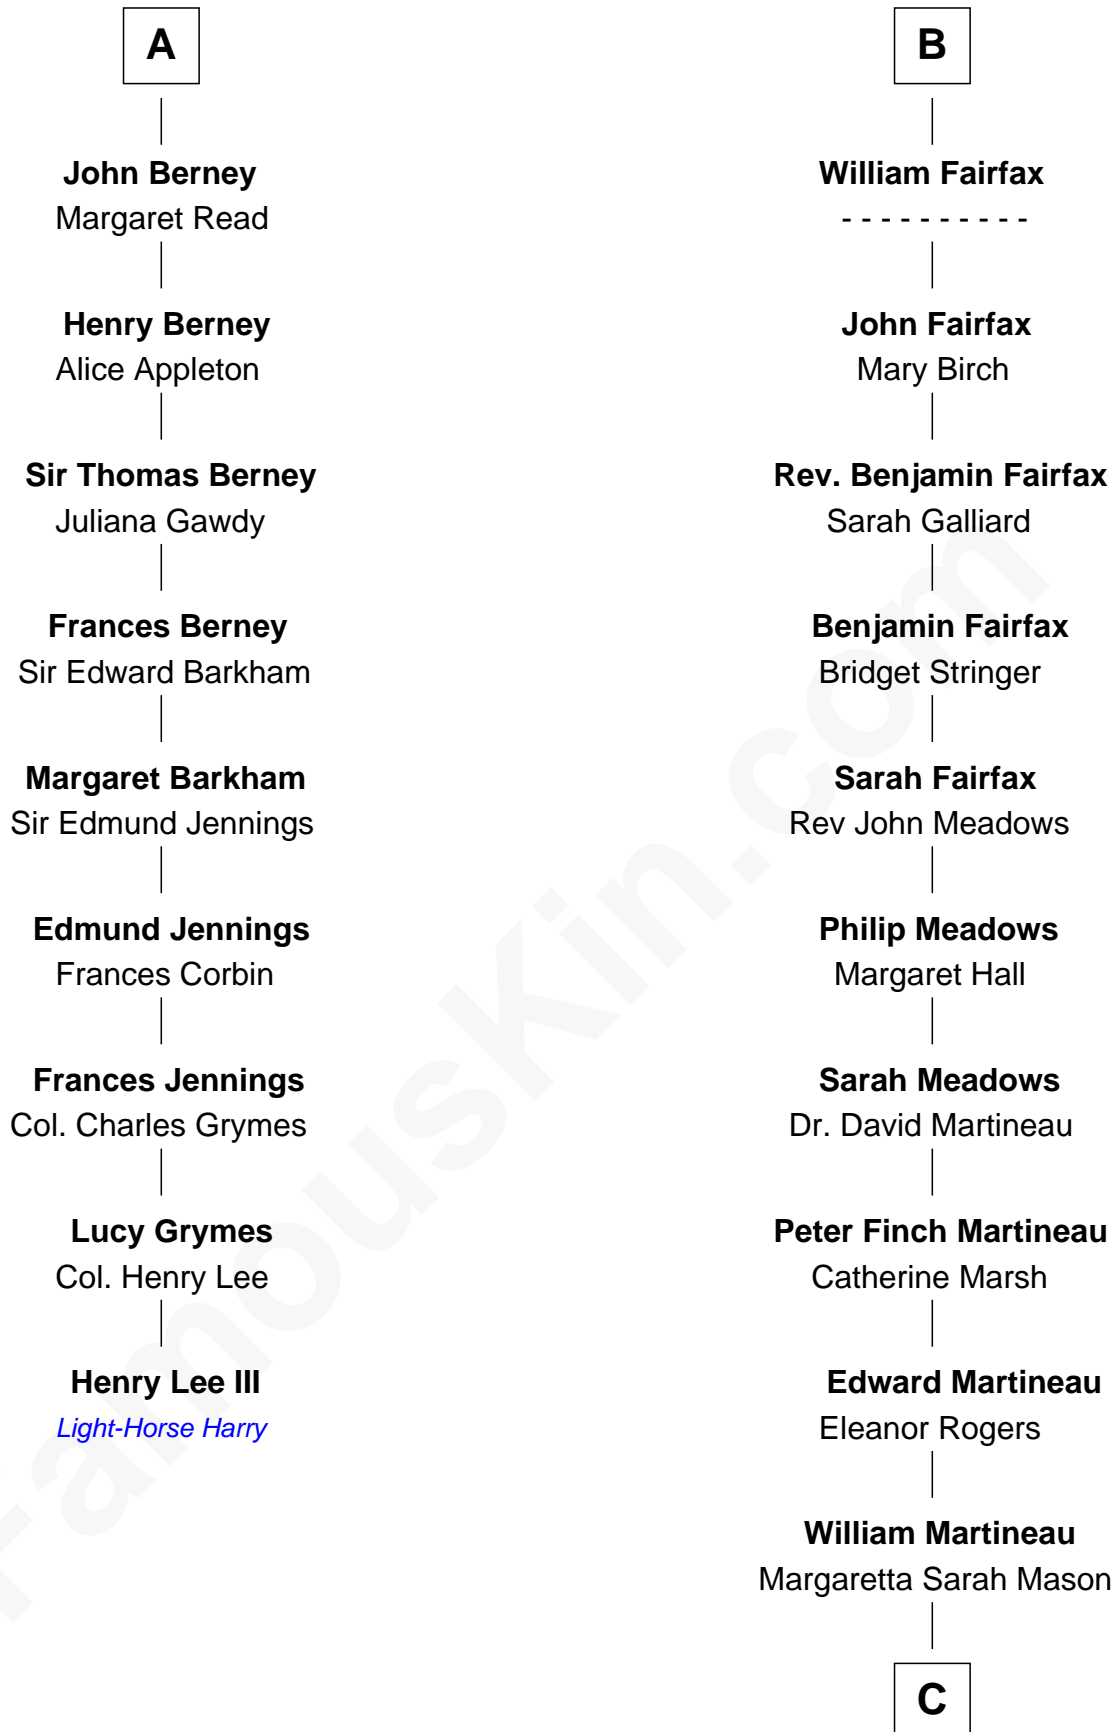 A
John Berney
Margaret Read
Henry Berney
Alice Appleton
Sir Thomas Berney
Juliana Gawdy
Frances Berney
Sir Edward Barkham
Margaret Barkham
Sir Edmund Jennings
Edmund Jennings
Frances Corbin
Frances Jennings
Col. Charles Grymes
Lucy Grymes
Col. Henry Lee
Henry Lee III
Light-Horse Harry
B
William Fairfax
- - - - - - - - - -
John Fairfax
Mary Birch
Rev. Benjamin Fairfax
Sarah Galliard
Benjamin Fairfax
Bridget Stringer
Sarah Fairfax
Rev John Meadows
Philip Meadows
Margaret Hall
Sarah Meadows
Dr. David Martineau
Peter Finch Martineau
Catherine Marsh
Edward Martineau
Eleanor Rogers
William Martineau
Margaretta Sarah Mason
C
FamousKin.com